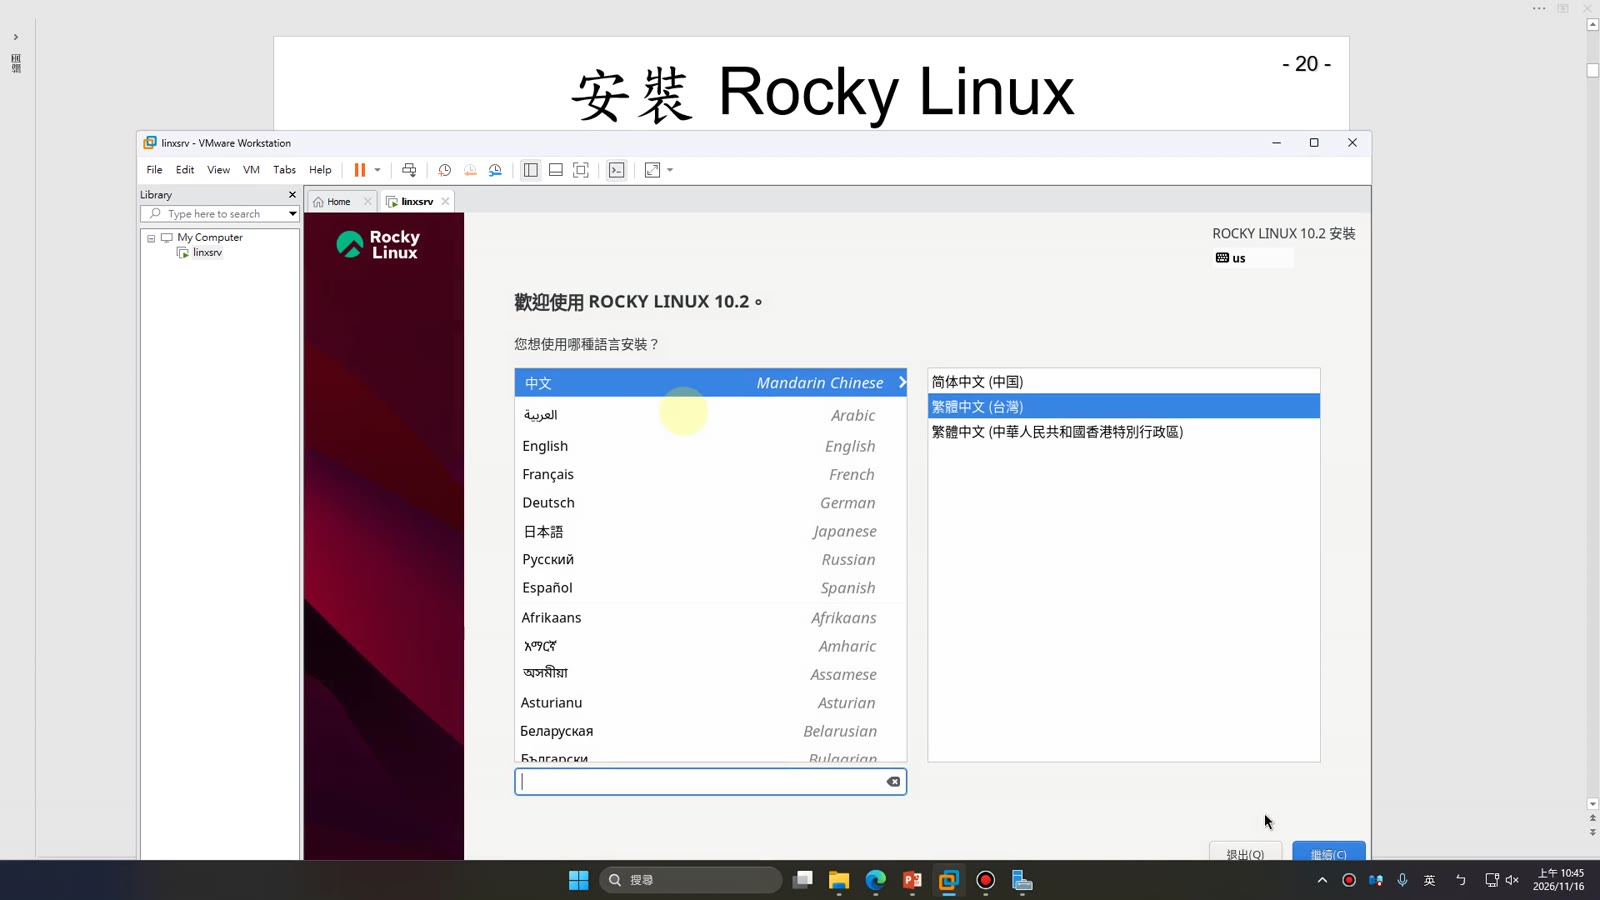 安裝 Rocky Linux
- 20 -
linxsrv - VMware Workstation
File Edit View VM Tabs Help
Library
Type here to search
My Computer
linxsrv
Home
linxsrv
Rocky Linux
ROCKY LINUX 10.2 安裝
us
歡迎使用 ROCKY LINUX 10.2。
您想使用哪種語言安裝？
中文 Mandarin Chinese
العربية Arabic
English English
Français French
Deutsch German
日本語 Japanese
Русский Russian
Español Spanish
Afrikaans Afrikaans
አማርኛ Amharic
অসমীয়া Assamese
Asturianu Asturian
Беларуская Belarusian
Български Bulgarian
简体中文 (中国)
繁體中文 (台灣)
繁體中文 (中華人民共和國香港特別行政區)
退出(Q)
繼續(C)
搜尋
英
ㄅ
上午 10:45
2026/11/16